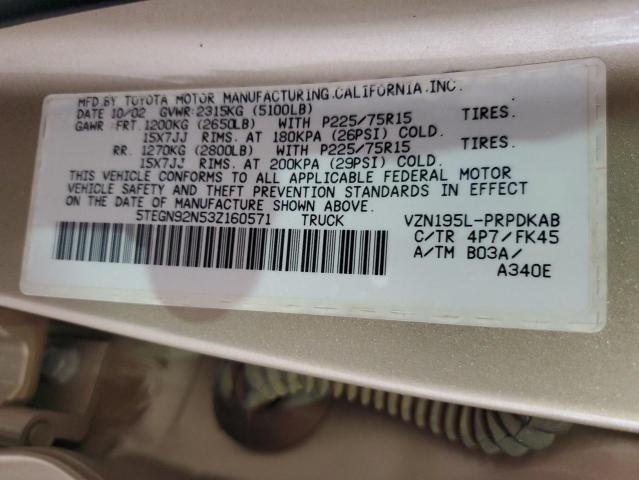 MFD.BY TOYOTA MOTOR MANUFACTURING.CALIFORNIA.INC.
DATE 10/02 GVWR:2315KG (5100LB)
GAWR :FRT. 1200KG (2650LB) WITH P225/75R15 TIRES.
15X7JJ RIMS. AT 180KPA (26PSI) COLD.
RR. 1270KG (2800LB) WITH P225/75R15 TIRES.
15X7JJ RIMS. AT 200KPA (29PSI) COLD.
THIS VEHICLE CONFORMS TO ALL APPLICABLE FEDERAL MOTOR
VEHICLE SAFETY AND THEFT PREVENTION STANDARDS IN EFFECT
ON THE DATE OF MANUFACTURE SHOWN ABOVE.
5TEGN92N53Z160571 TRUCK VZN195L-PRPDKAB
C/TR 4P7/FK45
A/TM B03A/
A340E